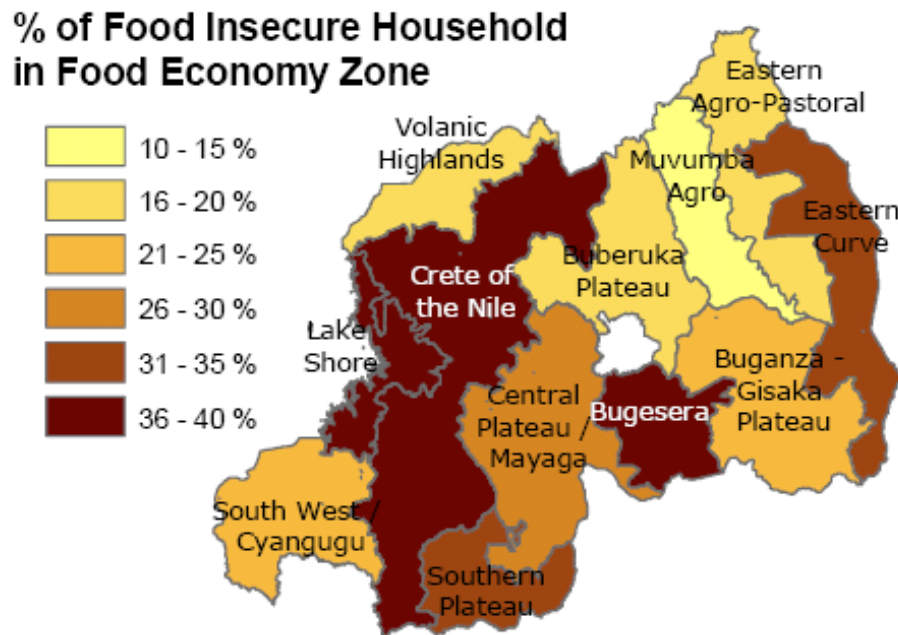 % of Food Insecure Household
in Food Economy Zone
10 - 15 %
16 - 20 %
21 - 25 %
26 - 30 %
31 - 35 %
36 - 40 %
Eastern
Agro-Pastoral
Volanic
Highlands
Muvumba
Agro
Eastern
Curve
Buberuka
Plateau
Crete of
the Nile
Lake
Shore
Buganza -
Gisaka
Plateau
Central
Plateau /
Mayaga
Bugesera
South West /
Cyangugu
Southern
Plateau